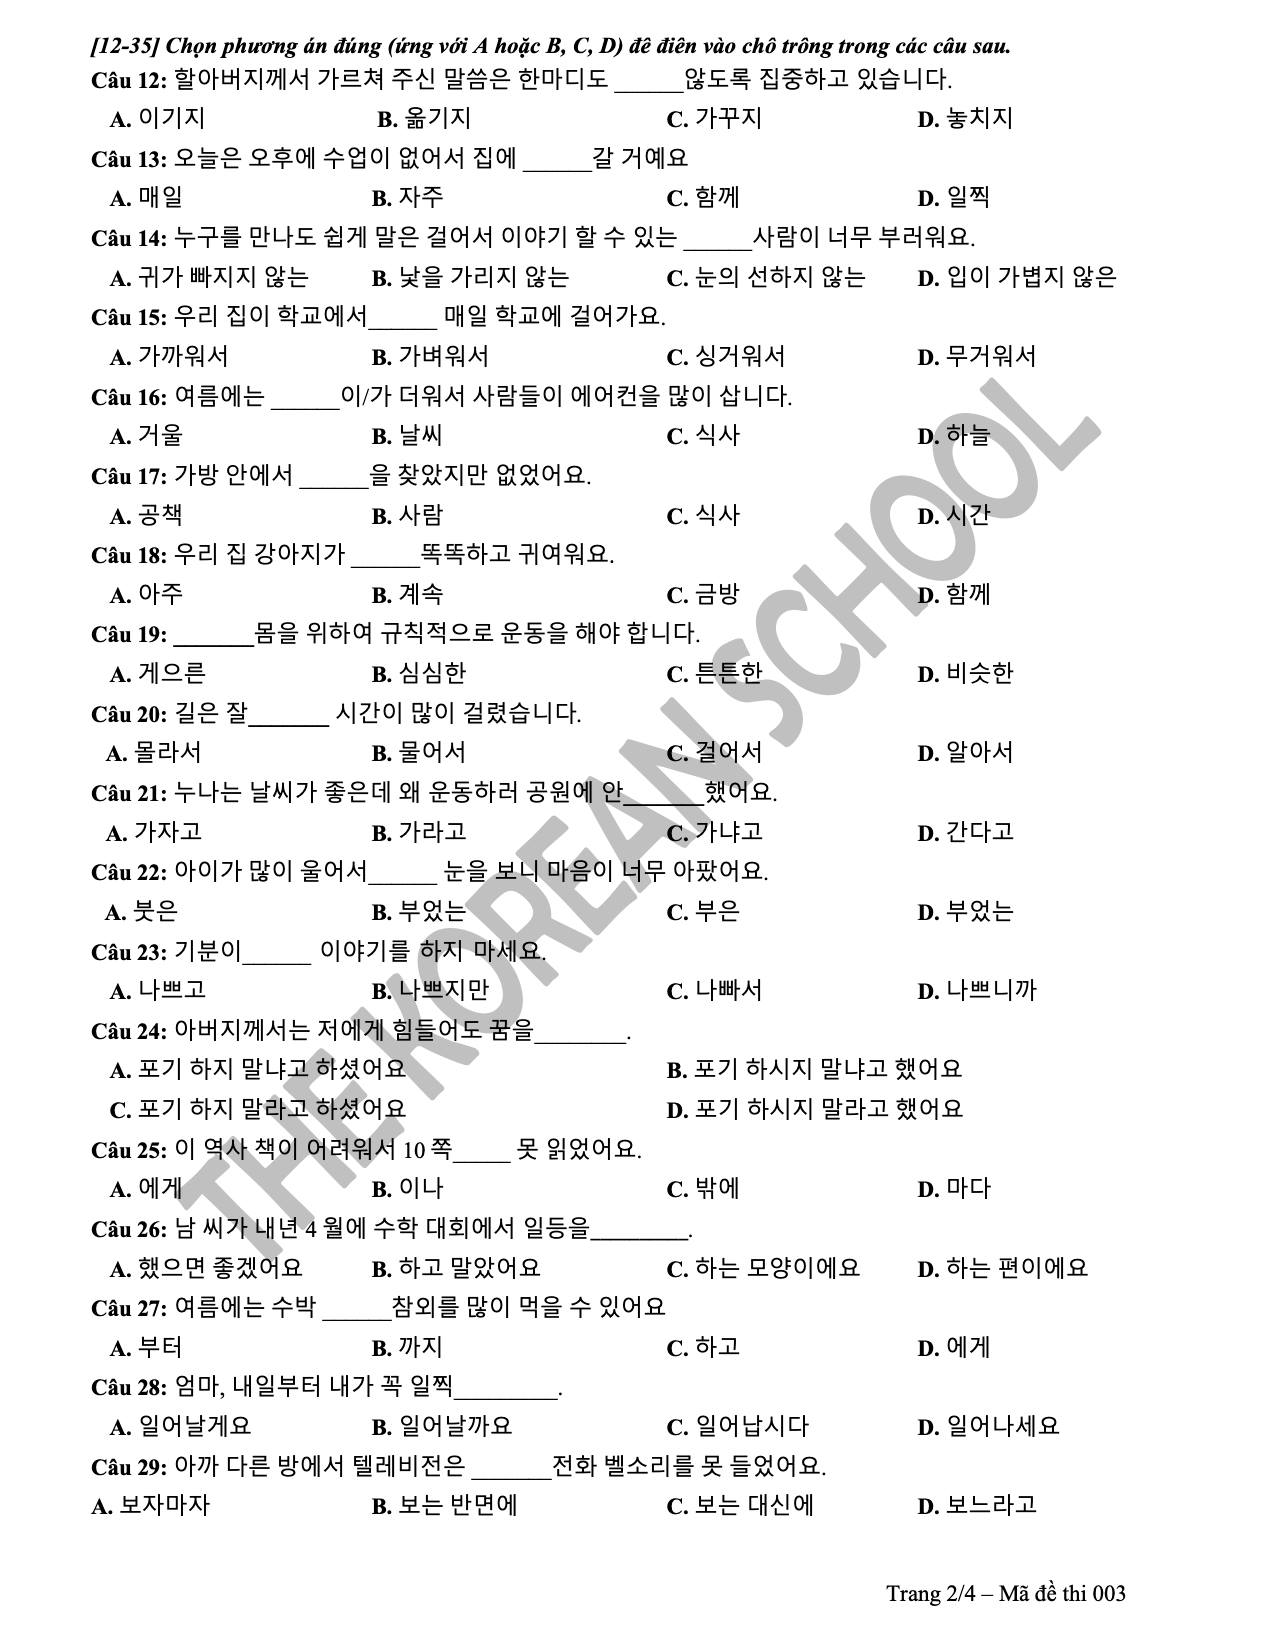 [12-35] Chọn phương án đúng (ứng với A hoặc B, C, D) để điền vào chỗ trống trong các câu sau.
Câu 12: 할아버지께서 가르쳐 주신 말씀은 한마디도 ______않도록 집중하고 있습니다.
A. 이기지 B. 옮기지 C. 가꾸지 D. 놓치지
Câu 13: 오늘은 오후에 수업이 없어서 집에 ______갈 거예요
A. 매일 B. 자주 C. 함께 D. 일찍
Câu 14: 누구를 만나도 쉽게 말은 걸어서 이야기 할 수 있는 ______사람이 너무 부러워요.
A. 귀가 빠지지 않는 B. 낯을 가리지 않는 C. 눈의 선하지 않는 D. 입이 가볍지 않은
Câu 15: 우리 집이 학교에서______ 매일 학교에 걸어가요.
A. 가까워서 B. 가벼워서 C. 싱거워서 D. 무거워서
Câu 16: 여름에는 ______이/가 더워서 사람들이 에어컨을 많이 삽니다.
A. 거울 B. 날씨 C. 식사 D. 하늘
Câu 17: 가방 안에서 ______을 찾았지만 없었어요.
A. 공책 B. 사람 C. 식사 D. 시간
Câu 18: 우리 집 강아지가 ______똑똑하고 귀여워요.
A. 아주 B. 계속 C. 금방 D. 함께
Câu 19: _______몸을 위하여 규칙적으로 운동을 해야 합니다.
A. 게으른 B. 심심한 C. 튼튼한 D. 비슷한
Câu 20: 길은 잘_______ 시간이 많이 걸렸습니다.
A. 몰라서 B. 물어서 C. 걸어서 D. 알아서
Câu 21: 누나는 날씨가 좋은데 왜 운동하러 공원에 안_______했어요.
A. 가자고 B. 가라고 C. 가냐고 D. 간다고
Câu 22: 아이가 많이 울어서______ 눈을 보니 마음이 너무 아팠어요.
A. 붓은 B. 부었는 C. 부은 D. 부었는
Câu 23: 기분이______ 이야기를 하지 마세요.
A. 나쁘고 B. 나쁘지만 C. 나빠서 D. 나쁘니까
Câu 24: 아버지께서는 저에게 힘들어도 꿈을________.
A. 포기 하지 말냐고 하셨어요 B. 포기 하시지 말냐고 했어요
C. 포기 하지 말라고 하셨어요 D. 포기 하시지 말라고 했어요
Câu 25: 이 역사 책이 어려워서 10 쪽_____ 못 읽었어요.
A. 에게 B. 이나 C. 밖에 D. 마다
Câu 26: 남 씨가 내년 4 월에 수학 대회에서 일등을________.
A. 했으면 좋겠어요 B. 하고 말았어요 C. 하는 모양이에요 D. 하는 편이에요
Câu 27: 여름에는 수박 ______참외를 많이 먹을 수 있어요
A. 부터 B. 까지 C. 하고 D. 에게
Câu 28: 엄마, 내일부터 내가 꼭 일찍_________.
A. 일어날게요 B. 일어날까요 C. 일어납시다 D. 일어나세요
Câu 29: 아까 다른 방에서 텔레비전은 _______전화 벨소리를 못 들었어요.
A. 보자마자 B. 보는 반면에 C. 보는 대신에 D. 보느라고
THE KOREAN SCHOOL
Trang 2/4 – Mã đề thi 003